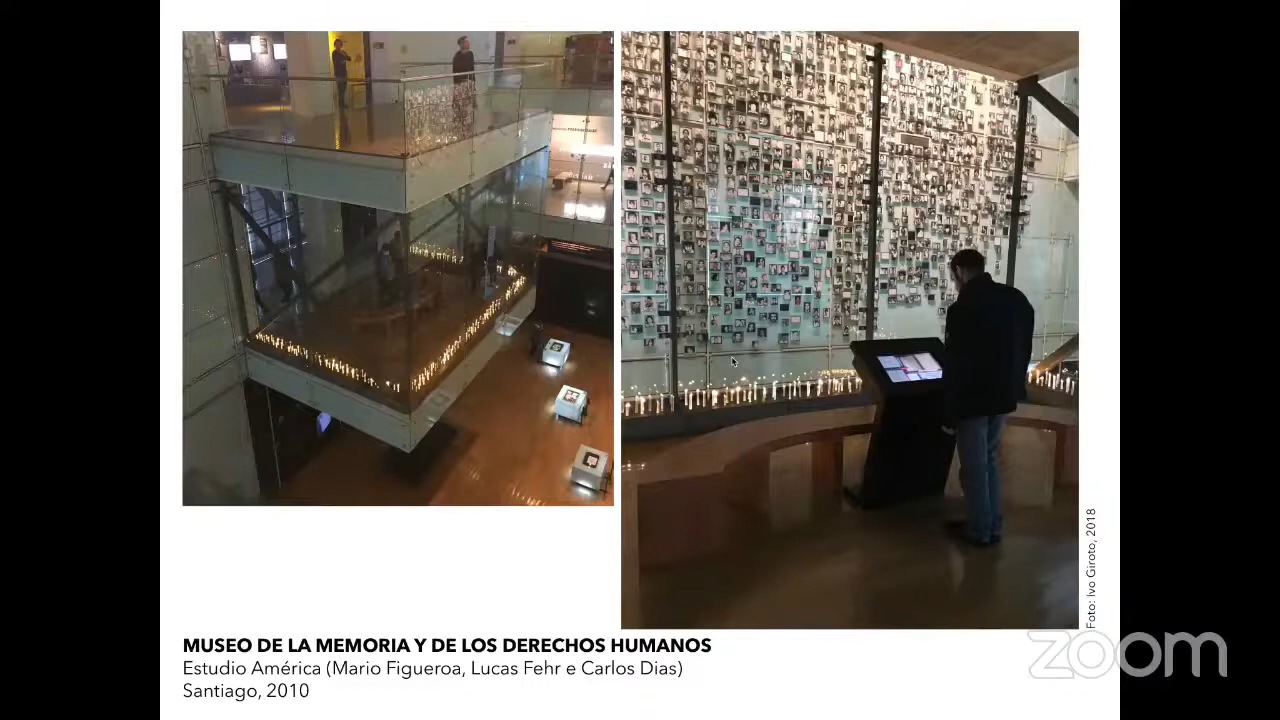 MUSEO DE LA MEMORIA Y DE LOS DERECHOS HUMANOS
Estudio América (Mario Figueroa, Lucas Fehr e Carlos Dias)
Santiago, 2010
Foto: Ivo Giroto, 2018
zoom